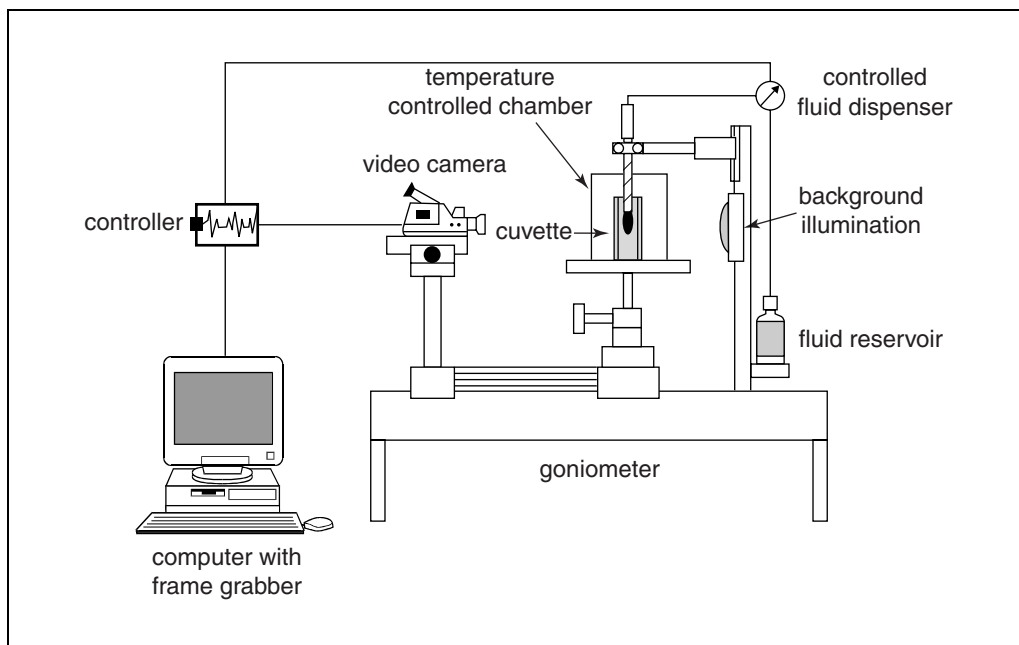 temperature
controlled chamber
controlled
fluid dispenser
video camera
controller
cuvette
background
illumination
fluid reservoir
goniometer
computer with
frame grabber